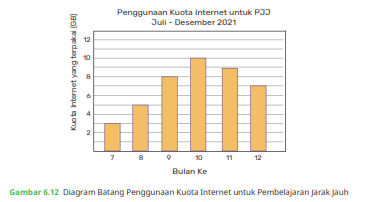 Penggunaan Kuota Internet untuk PJJ
Juli - Desember 2021
Kuota Internet yang terpakai (GB)
12
10
8
6
4
2
7 8 9 10 11 12
Bulan Ke
Gambar 6.12 Diagram Batang Penggunaan Kuota Internet untuk Pembelajaran Jarak Jauh